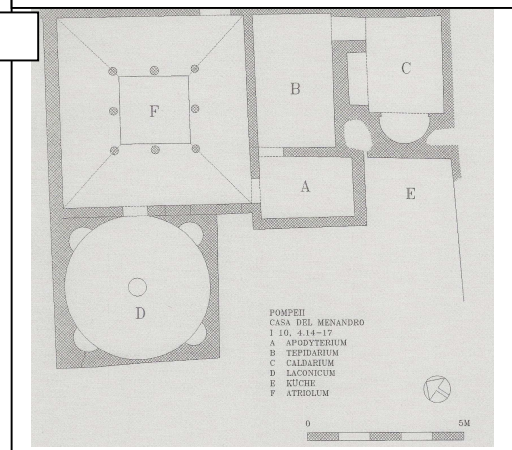 F
B
C
A
E
D
POMPEII
CASA DEL MENANDRO
I 10, 4.14-17
A APODYTERIUM
B TEPIDARIUM
C CALDARIUM
D LACONICUM
E KÜCHE
F ATRIOLUM
0 5M